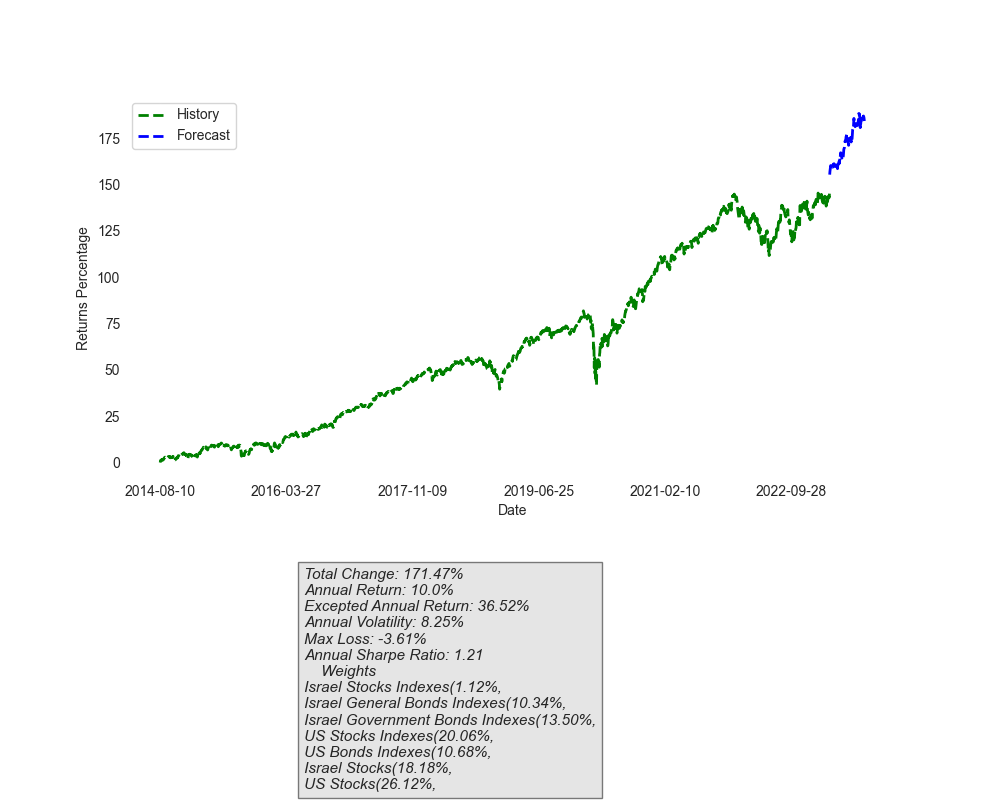 History
Forecast
175
150
125
100
75
50
25
0
Returns Percentage
2014-08-10 2016-03-27 2017-11-09 2019-06-25 2021-02-10 2022-09-28
Date
Total Change: 171.47%
Annual Return: 10.0%
Excepted Annual Return: 36.52%
Annual Volatility: 8.25%
Max Loss: -3.61%
Annual Sharpe Ratio: 1.21
Weights
Israel Stocks Indexes(1.12%,
Israel General Bonds Indexes(10.34%,
Israel Government Bonds Indexes(13.50%,
US Stocks Indexes(20.06%,
US Bonds Indexes(10.68%,
Israel Stocks(18.18%,
US Stocks(26.12%,